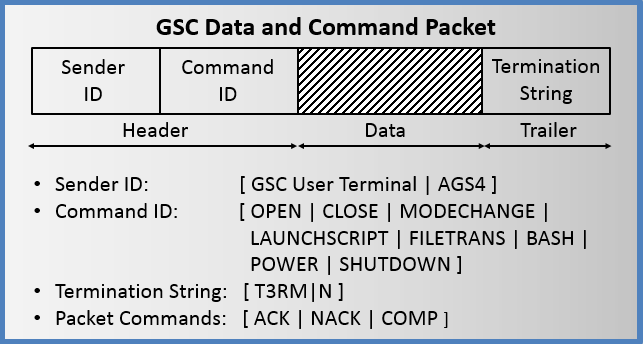 GSC Data and Command Packet
Sender ID
Command ID
Termination String
Header
Data
Trailer
• Sender ID: [ GSC User Terminal | AGS4 ]
• Command ID: [ OPEN | CLOSE | MODECHANGE |
LAUNCHSCRIPT | FILETRANS | BASH |
POWER | SHUTDOWN ]
• Termination String: [ T3RM|N ]
• Packet Commands: [ ACK | NACK | COMP ]